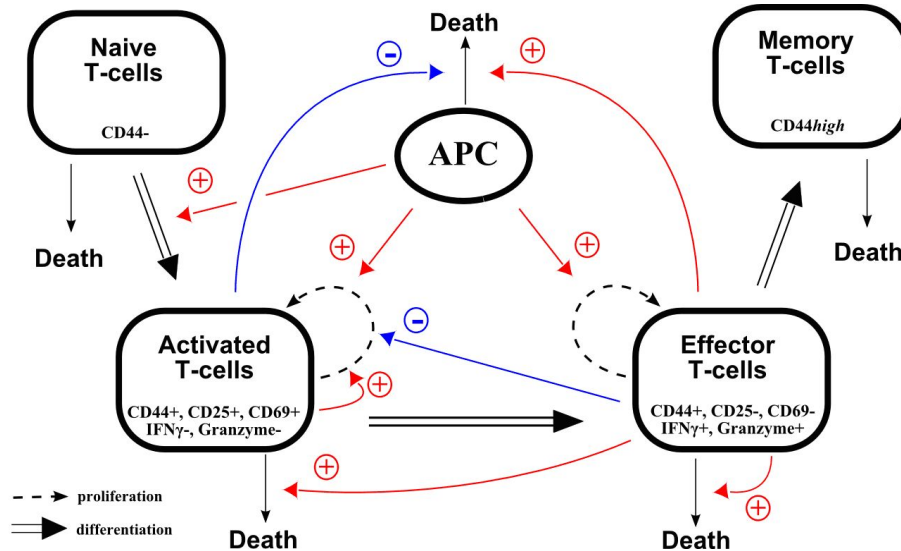 Naive
T-cells
CD44-
Death
Death
APC
Memory
T-cells
CD44high
Death
+
-
+
+
+
+
-
Activated
T-cells
CD44+, CD25+, CD69+
IFNγ-, Granzyme-
+
Death
+
Effector
T-cells
CD44+, CD25-, CD69-
IFNγ+, Granzyme+
Death
+
proliferation
differentiation